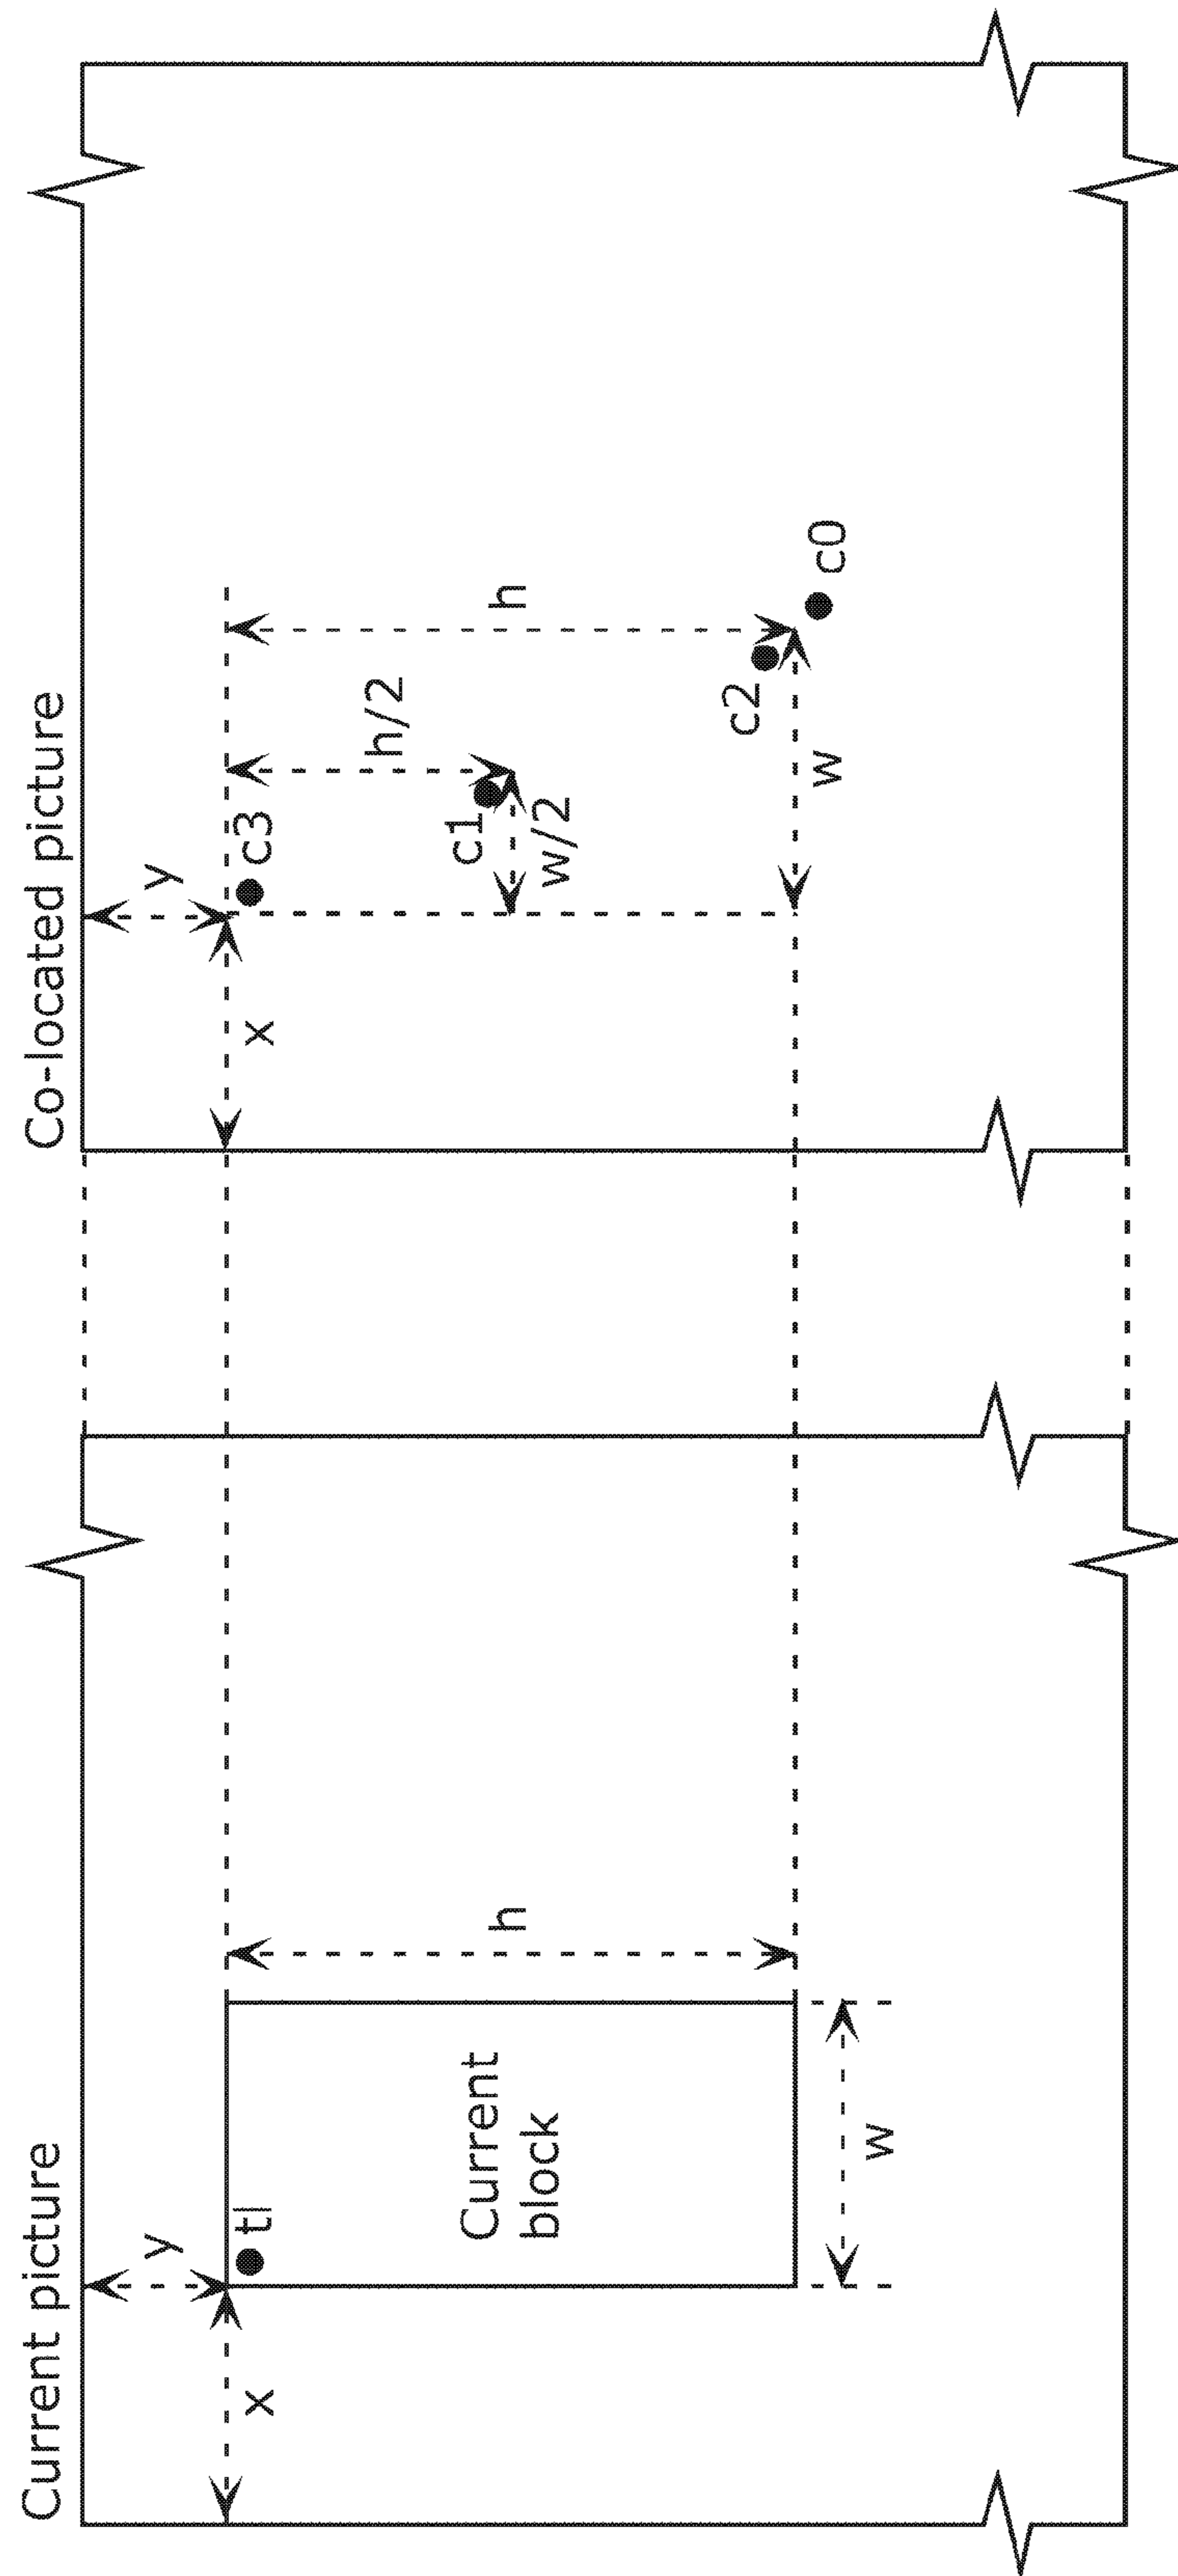 Current picture
x
y
tl
Current
block
h
w
Co-located picture
x
y
c3
h/2
h
c1
w/2
c2
w
c0